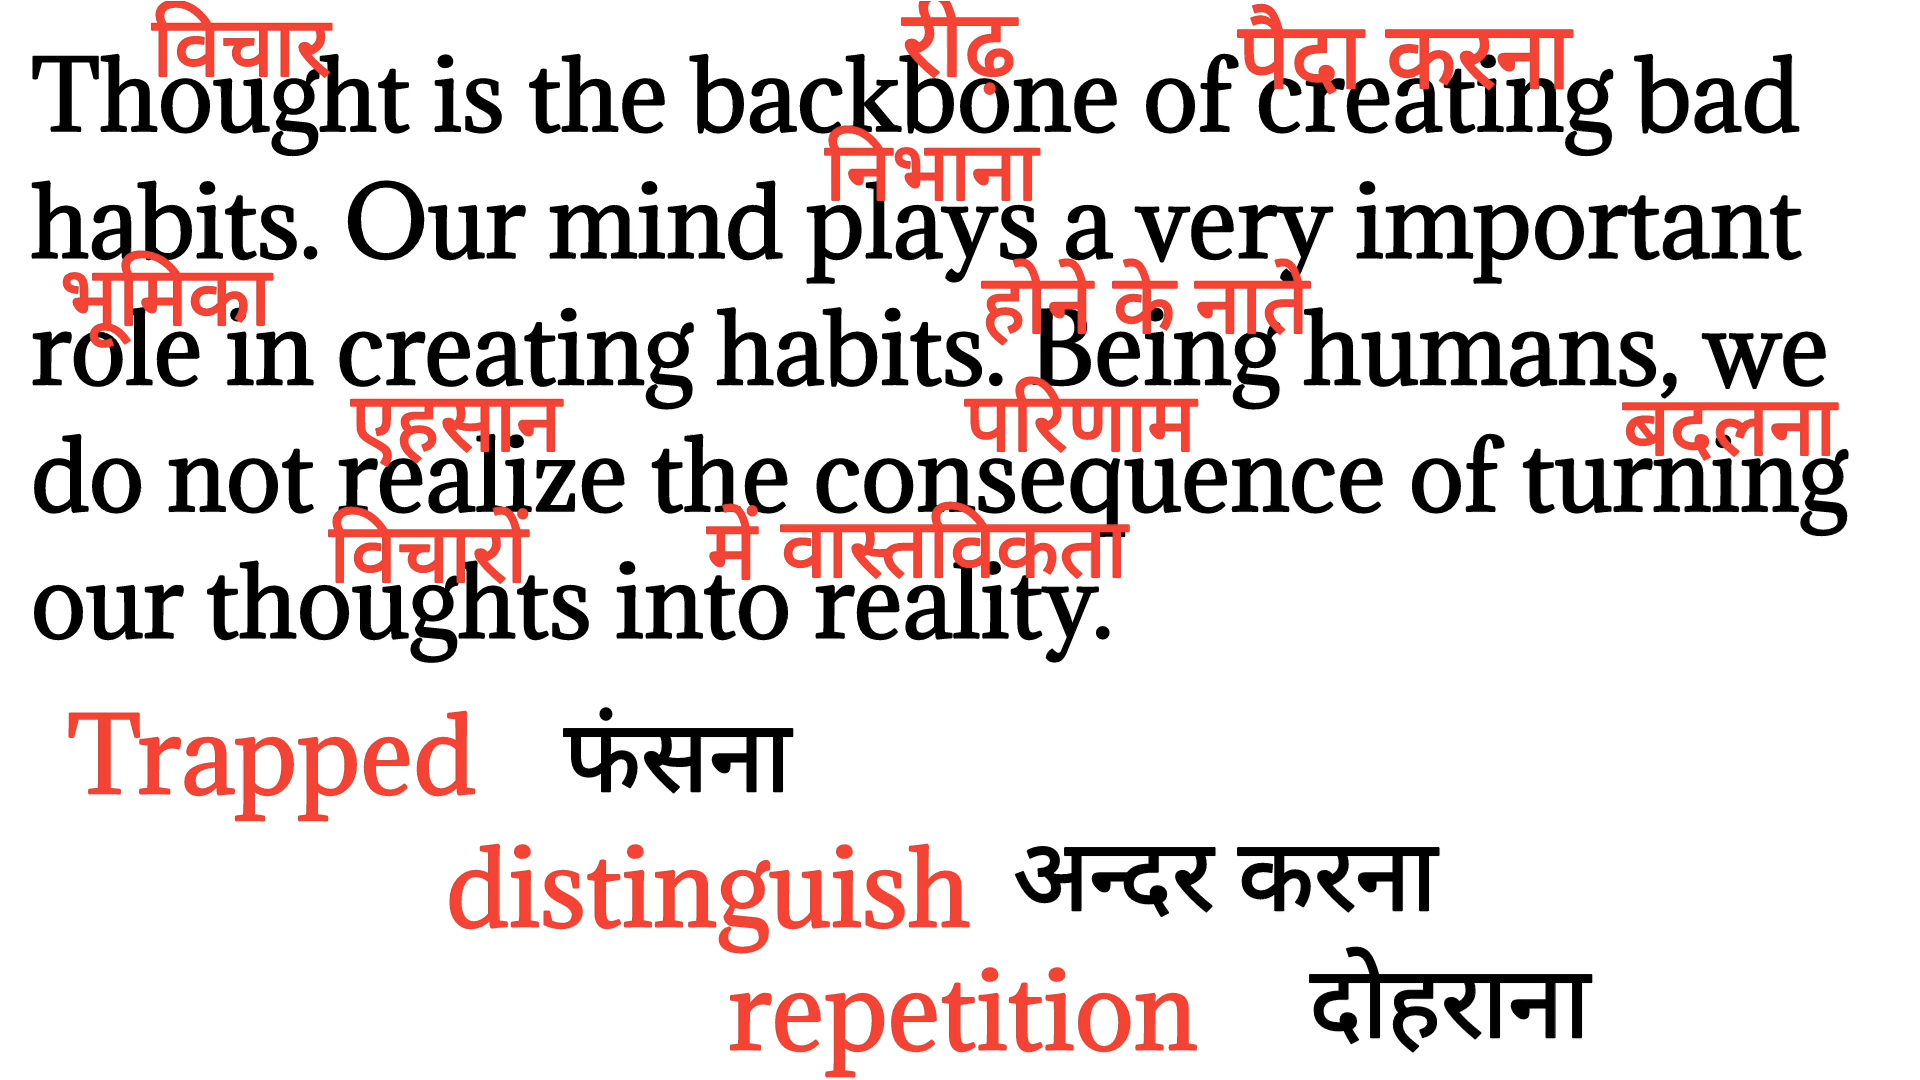 विचार रीढ़ पैदा करना
Thought is the backbone of creating bad
निभाना
habits. Our mind plays a very important
भूमिका होने के नाते
role in creating habits. Being humans, we
एहसान परिणाम बदलना
do not realize the consequence of turning
विचारों में वास्तविकता
our thoughts into reality.
Trapped फंसना
distinguish अन्दर करना
repetition दोहराना